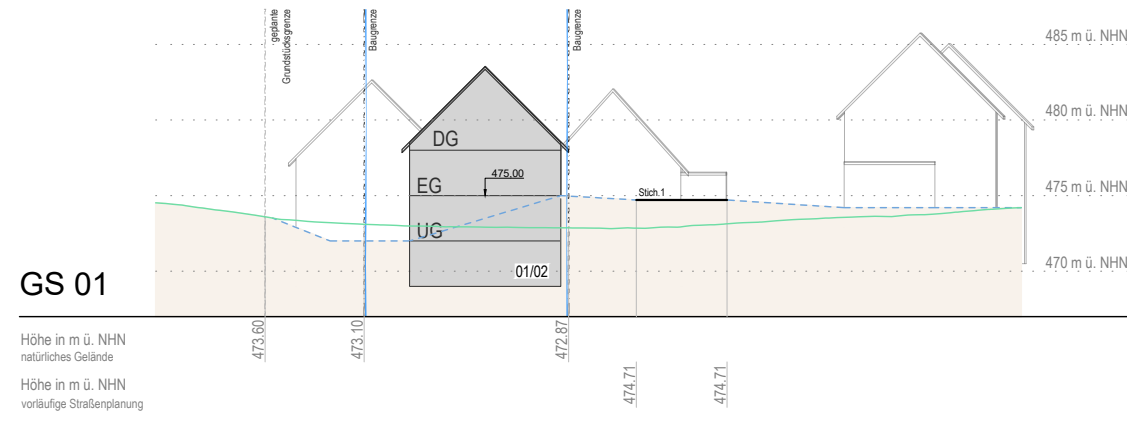 geplante
Grundstücksgrenze
Baugrenze
Baugrenze
485 m ü. NHN
480 m ü. NHN
475 m ü. NHN
470 m ü. NHN
DG
EG
475.00
UG
01/02
Stich.1
GS 01
Höhe in m ü. NHN
natürliches Gelände
473.60
473.10
472.87
Höhe in m ü. NHN
vorläufige Straßenplanung
474.71
474.71